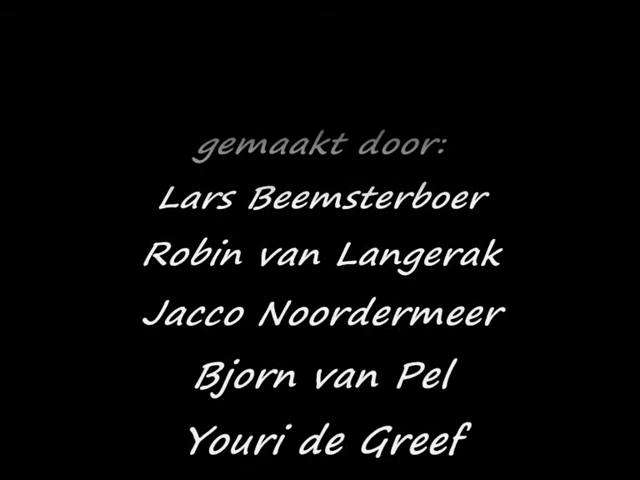 gemaakt door:
Lars Beemsterboer
Robin van Langerak
Jacco Noordermeer
Bjorn van Pel
Youri de Greef